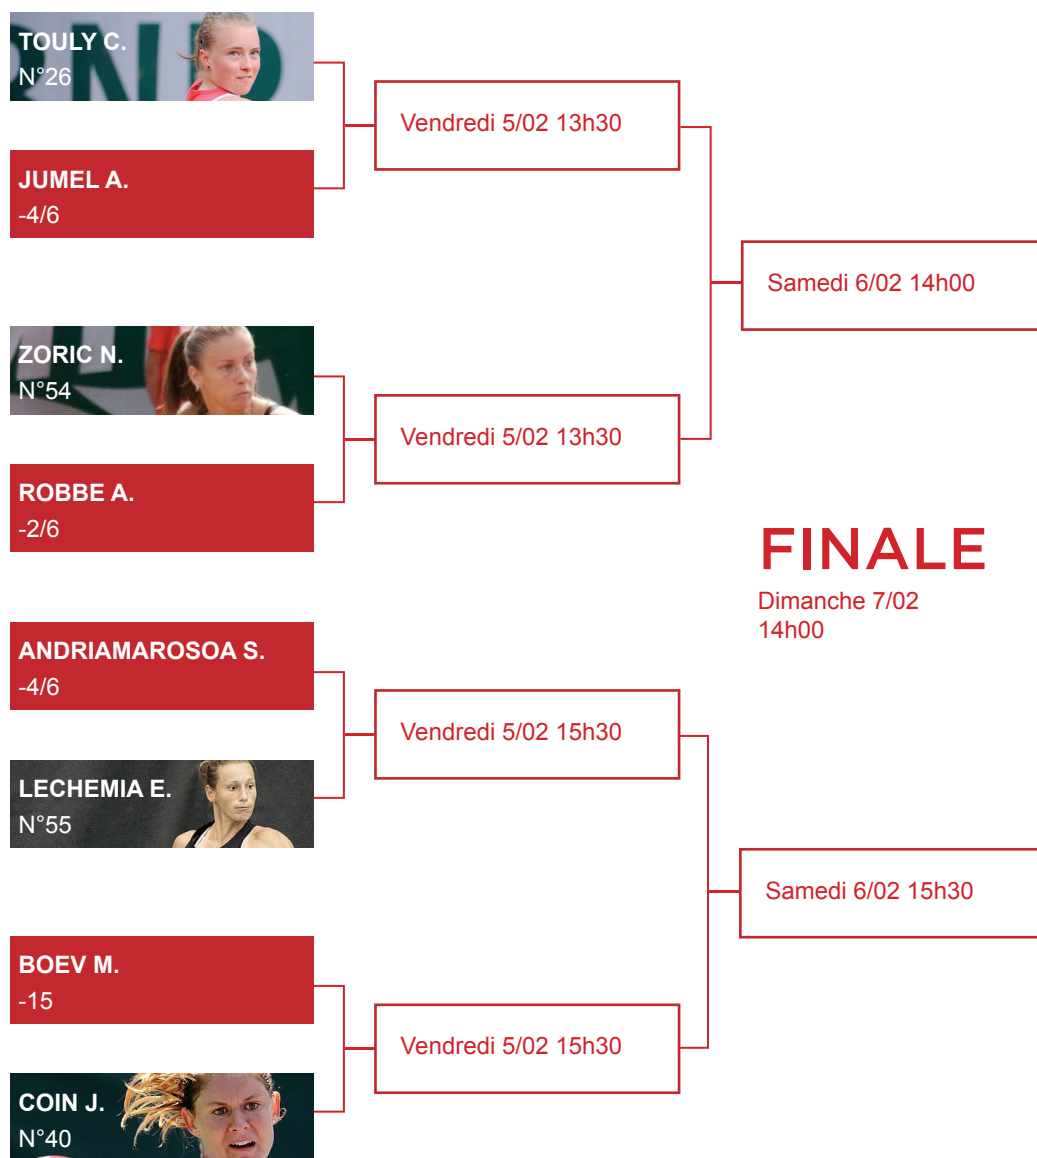 TOULY C.
N°26
Vendredi 5/02 13h30
JUMEL A.
-4/6
Samedi 6/02 14h00
ZORIC N.
N°54
Vendredi 5/02 13h30
ROBBE A.
-2/6
FINALE
Dimanche 7/02
14h00
ANDRIAMAROSOA S.
-4/6
Vendredi 5/02 15h30
LECHEMIA E.
N°55
Samedi 6/02 15h30
BOEV M.
-15
Vendredi 5/02 15h30
COIN J.
N°40